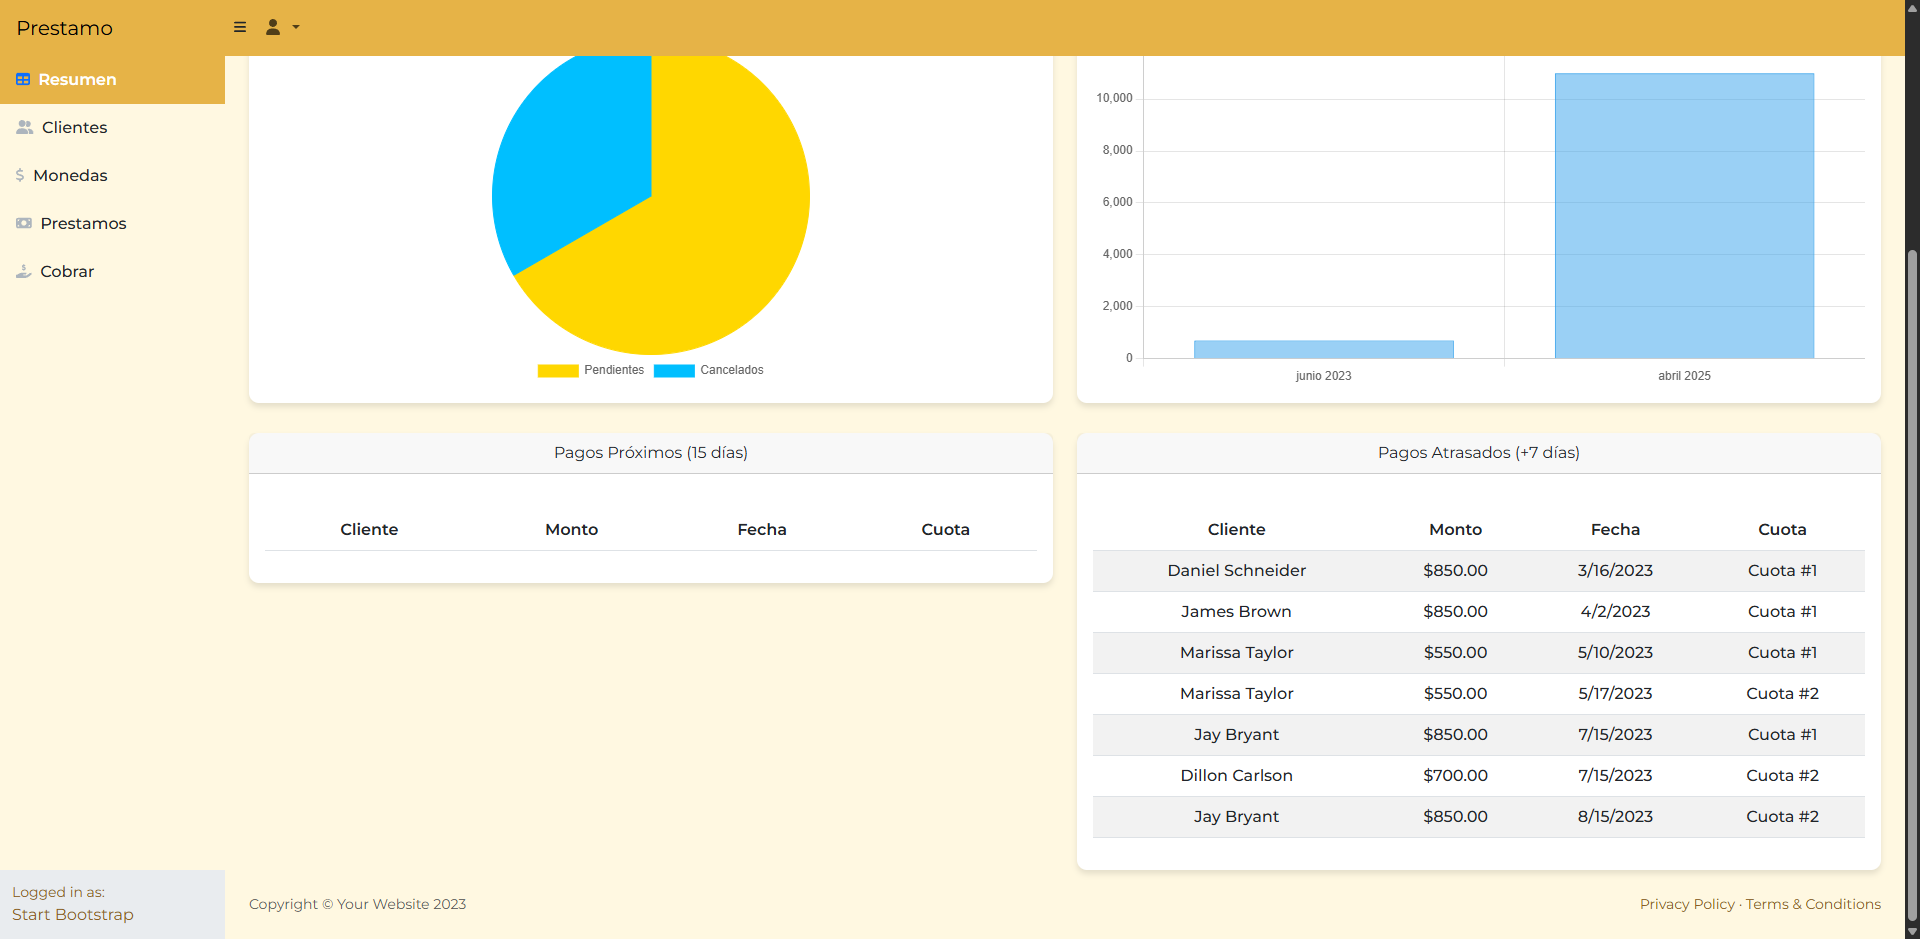 Prestamo
Resumen
Clientes
Monedas
Prestamos
Cobrar
Logged in as:
Start Bootstrap
Pendientes Cancelados
10,000
8,000
6,000
4,000
2,000
0
junio 2023 abril 2025
Pagos Próximos (15 días)
Cliente Monto Fecha Cuota
Pagos Atrasados (+7 días)
Cliente Monto Fecha Cuota
Daniel Schneider $850.00 3/16/2023 Cuota #1
James Brown $850.00 4/2/2023 Cuota #1
Marissa Taylor $550.00 5/10/2023 Cuota #1
Marissa Taylor $550.00 5/17/2023 Cuota #2
Jay Bryant $850.00 7/15/2023 Cuota #1
Dillon Carlson $700.00 7/15/2023 Cuota #2
Jay Bryant $850.00 8/15/2023 Cuota #2
Copyright © Your Website 2023
Privacy Policy · Terms & Conditions